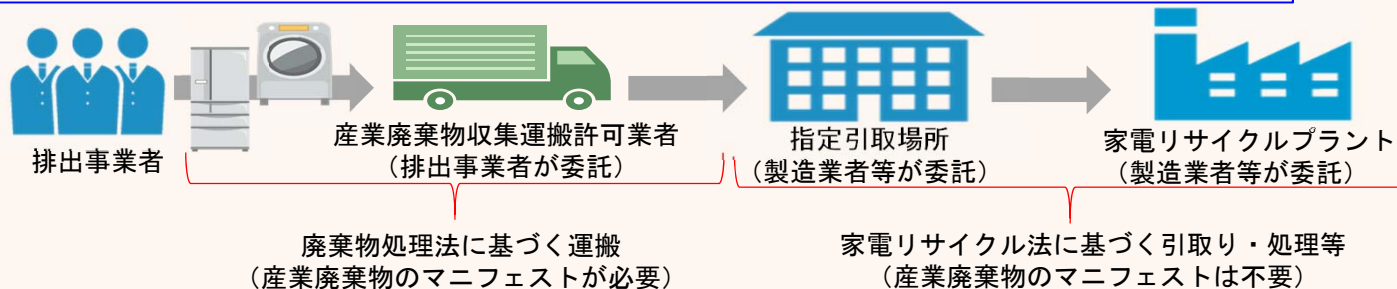 排出事業者
産業廃棄物収集運搬許可業者
（排出事業者が委託）
指定引取場所
（製造業者等が委託）
家電リサイクルプラント
（製造業者等が委託）
廃棄物処理法に基づく運搬
（産業廃棄物のマニフェストが必要）
家電リサイクル法に基づく引取り・処理等
（産業廃棄物のマニフェストは不要）